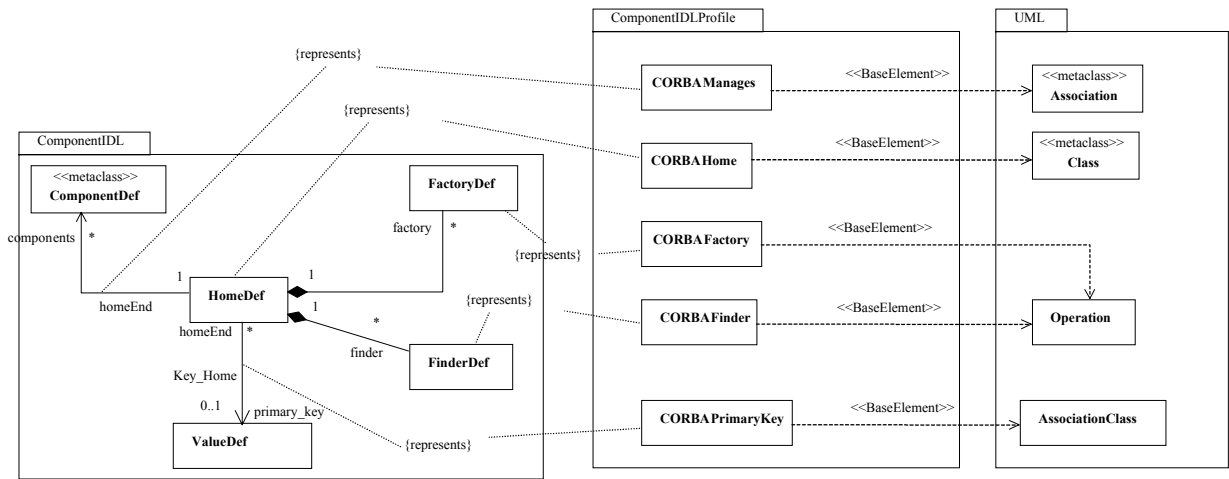 ComponentIDLProfile
UML
{represents}
<<BaseElement>>
CORBAManages
<<metaclass>>
Association
{represents}
ComponentIDL
<<BaseElement>>
CORBAHome
<<metaclass>>
Class
<<metaclass>>
ComponentDef
FactoryDef
components
*
factory
*
CORBAFactory
<<BaseElement>>
{represents}
1
1
HomeDef
homeEnd
1
{represents}
<<BaseElement>>
CORBAFinder
Operation
homeEnd
*
*
finder
FinderDef
Key_Home
<<BaseElement>>
0..1
primary_key
CORBAPrimaryKey
AssociationClass
ValueDef
{represents}